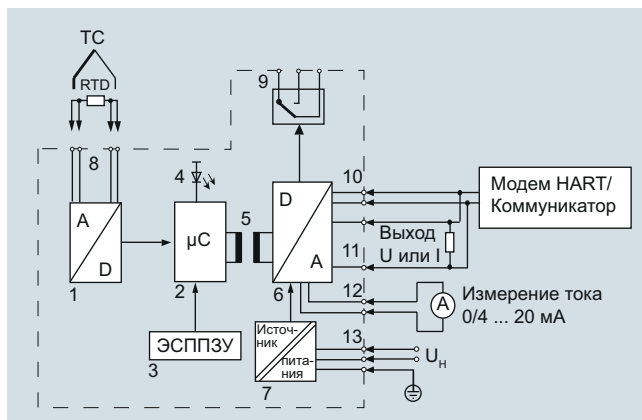 TC
RTD
8
A
D
1
4
µC
2
5
ЭСППЗУ
3
9
D
A
6
Источ-
ник
пита-
ния
7
10
11
12
13
Модем HART/
Коммуникатор
Выход
U или I
A
Измерение тока
0/4 ... 20 мА
UН